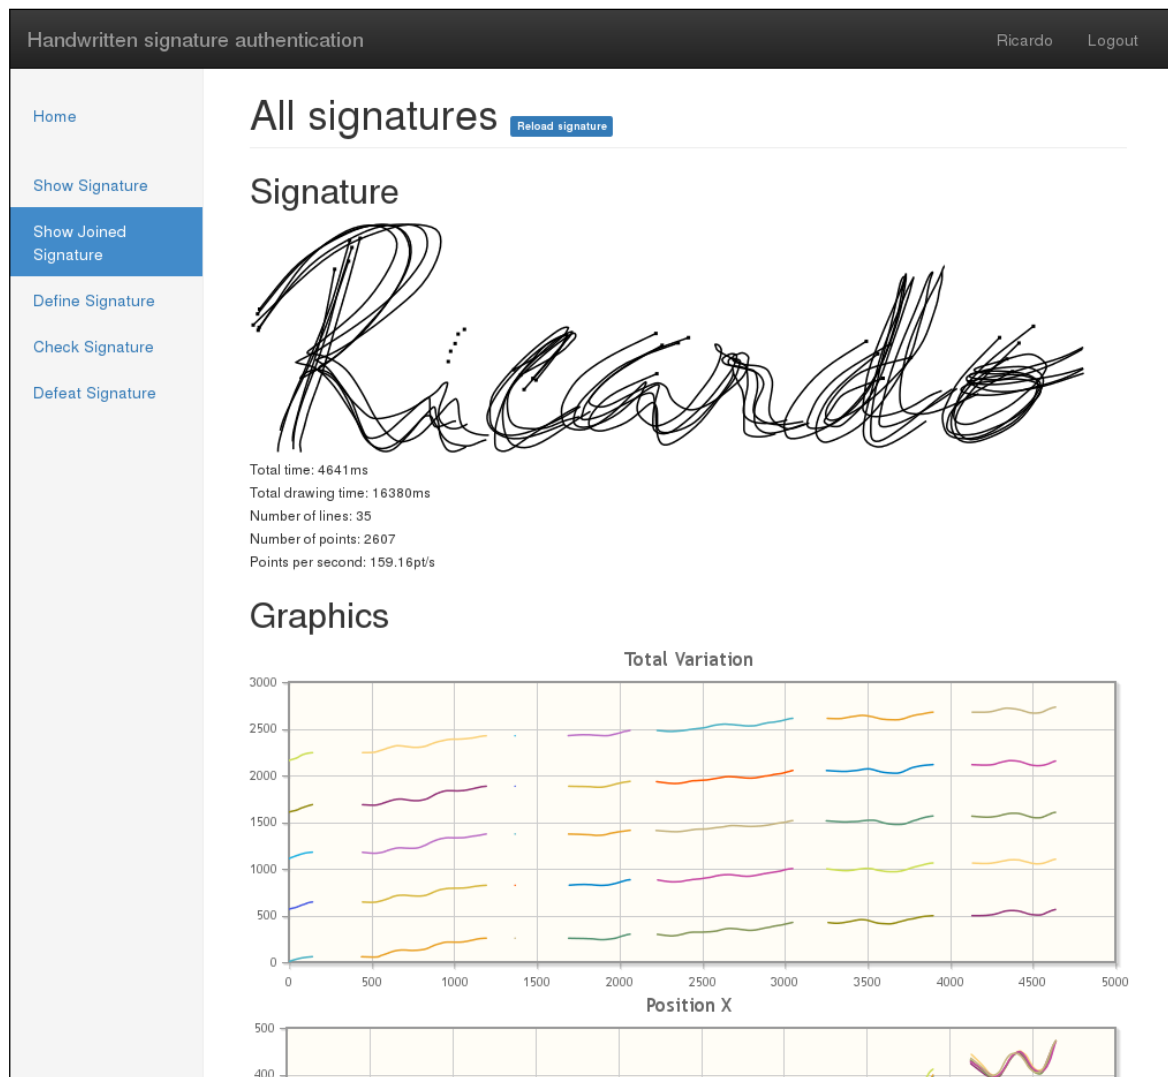 Handwritten signature authentication Ricardo Logout
Home
Show Signature
Show Joined
Signature
Define Signature
Check Signature
Defeat Signature
All signatures Reload signature
Signature
Ricardo
Total time: 4641ms
Total drawing time: 16380ms
Number of lines: 35
Number of points: 2607
Points per second: 159.16pt/s
Graphics
Total Variation
3000
2500
2000
1500
1000
500
0
0 500 1000 1500 2000 2500 3000 3500 4000 4500 5000
Position X
500
400